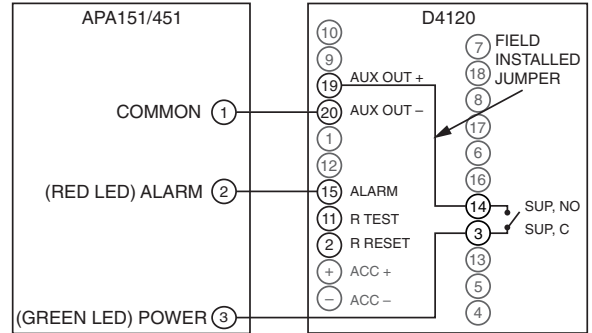 APA151/451
COMMON 1
(RED LED) ALARM 2
(GREEN LED) POWER 3
D4120
10
9
19 AUX OUT +
20 AUX OUT –
1
12
15 ALARM
11 R TEST
2 R RESET
+ ACC +
– ACC –
7
18
8
17
6
16
14 SUP, NO
3 SUP, C
13
5
4
FIELD
INSTALLED
JUMPER